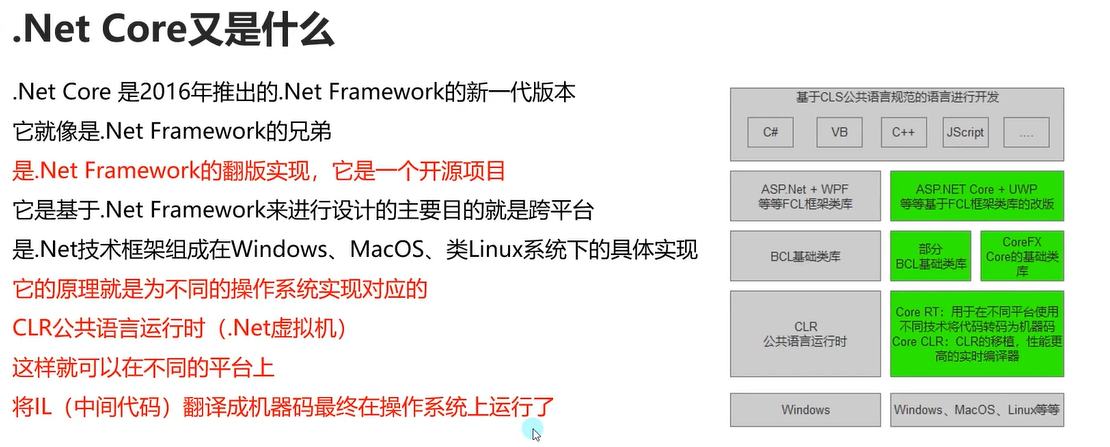 .Net Core又是什么
.Net Core 是2016年推出的.Net Framework的新一代版本
它就像是.Net Framework的兄弟
是.Net Framework的翻版实现，它是一个开源项目
它是基于.Net Framework来进行设计的主要目的就是跨平台
是.Net技术框架组成在Windows、MacOS、类Linux系统下的具体实现
它的原理就是为不同的操作系统实现对应的
CLR公共语言运行时（.Net虚拟机）
这样就可以在不同的平台上
将IL（中间代码）翻译成机器码最终在操作系统上运行了
基于CLS公共语言规范的语言进行开发
C#
VB
C++
JScript
....
ASP.Net + WPF
等等FCL框架类库
ASP.NET Core + UWP
等等基于FCL框架类库的改版
BCL基础类库
部分
BCL基础类库
CoreFX
Core的基础类
库
CLR
公共语言运行时
Core RT：用于在不同平台使用
不同技术将代码转码为机器码
Core CLR：CLR的移植，性能更
高的实时编译器
Windows
Windows、MacOS、Linux等等